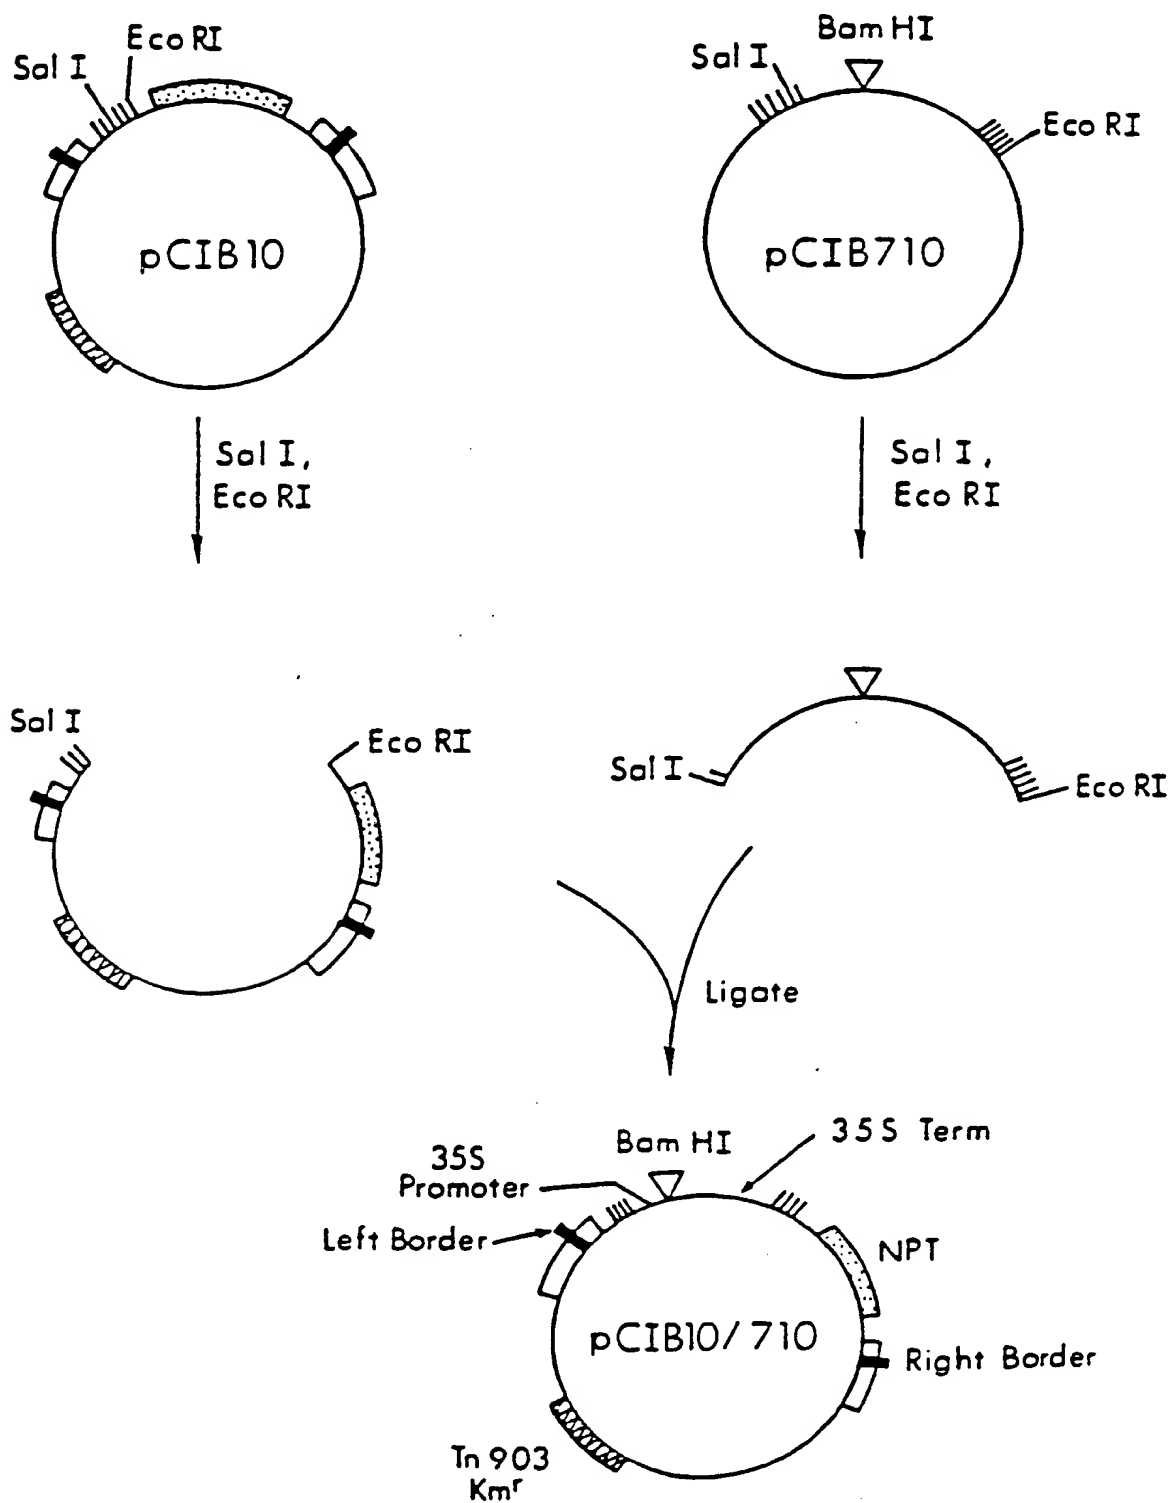 Eco RI
Sal I
pCIB10
Sal I,
Eco RI
Bam HI
Sal I
Eco RI
pCIB710
Sal I,
Eco RI
Sal I
Eco RI
Sal I
Eco RI
Ligate
35S
Promoter
Bam HI
35S Term
Left Border
NPT
pCIB10/710
Right Border
Tn 903
Kmr